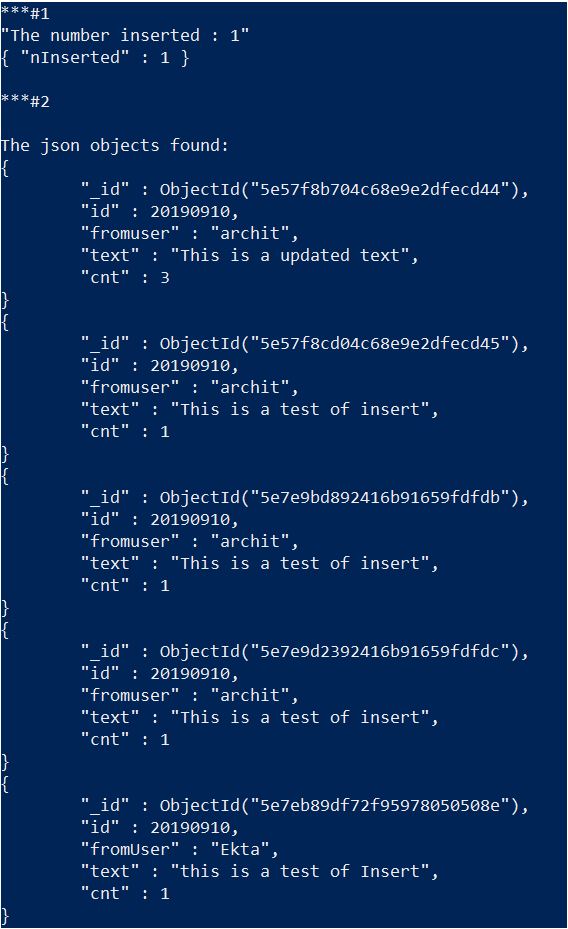 ***#1
"The number inserted : 1"
{ "nInserted" : 1 }
***#2
The json objects found:
{
"_id" : ObjectId("5e57f8b704c68e9e2dfecd44"),
"id" : 20190910,
"fromuser" : "archit",
"text" : "This is a updated text",
"cnt" : 3
}
{
"_id" : ObjectId("5e57f8cd04c68e9e2dfecd45"),
"id" : 20190910,
"fromuser" : "archit",
"text" : "This is a test of insert",
"cnt" : 1
}
{
"_id" : ObjectId("5e7e9bd892416b91659fdfdb"),
"id" : 20190910,
"fromuser" : "archit",
"text" : "This is a test of insert",
"cnt" : 1
}
{
"_id" : ObjectId("5e7e9d2392416b91659fdfdc"),
"id" : 20190910,
"fromuser" : "archit",
"text" : "This is a test of insert",
"cnt" : 1
}
{
"_id" : ObjectId("5e7eb89df72f95978050508e"),
"id" : 20190910,
"fromUser" : "Ekta",
"text" : "this is a test of Insert",
"cnt" : 1
}